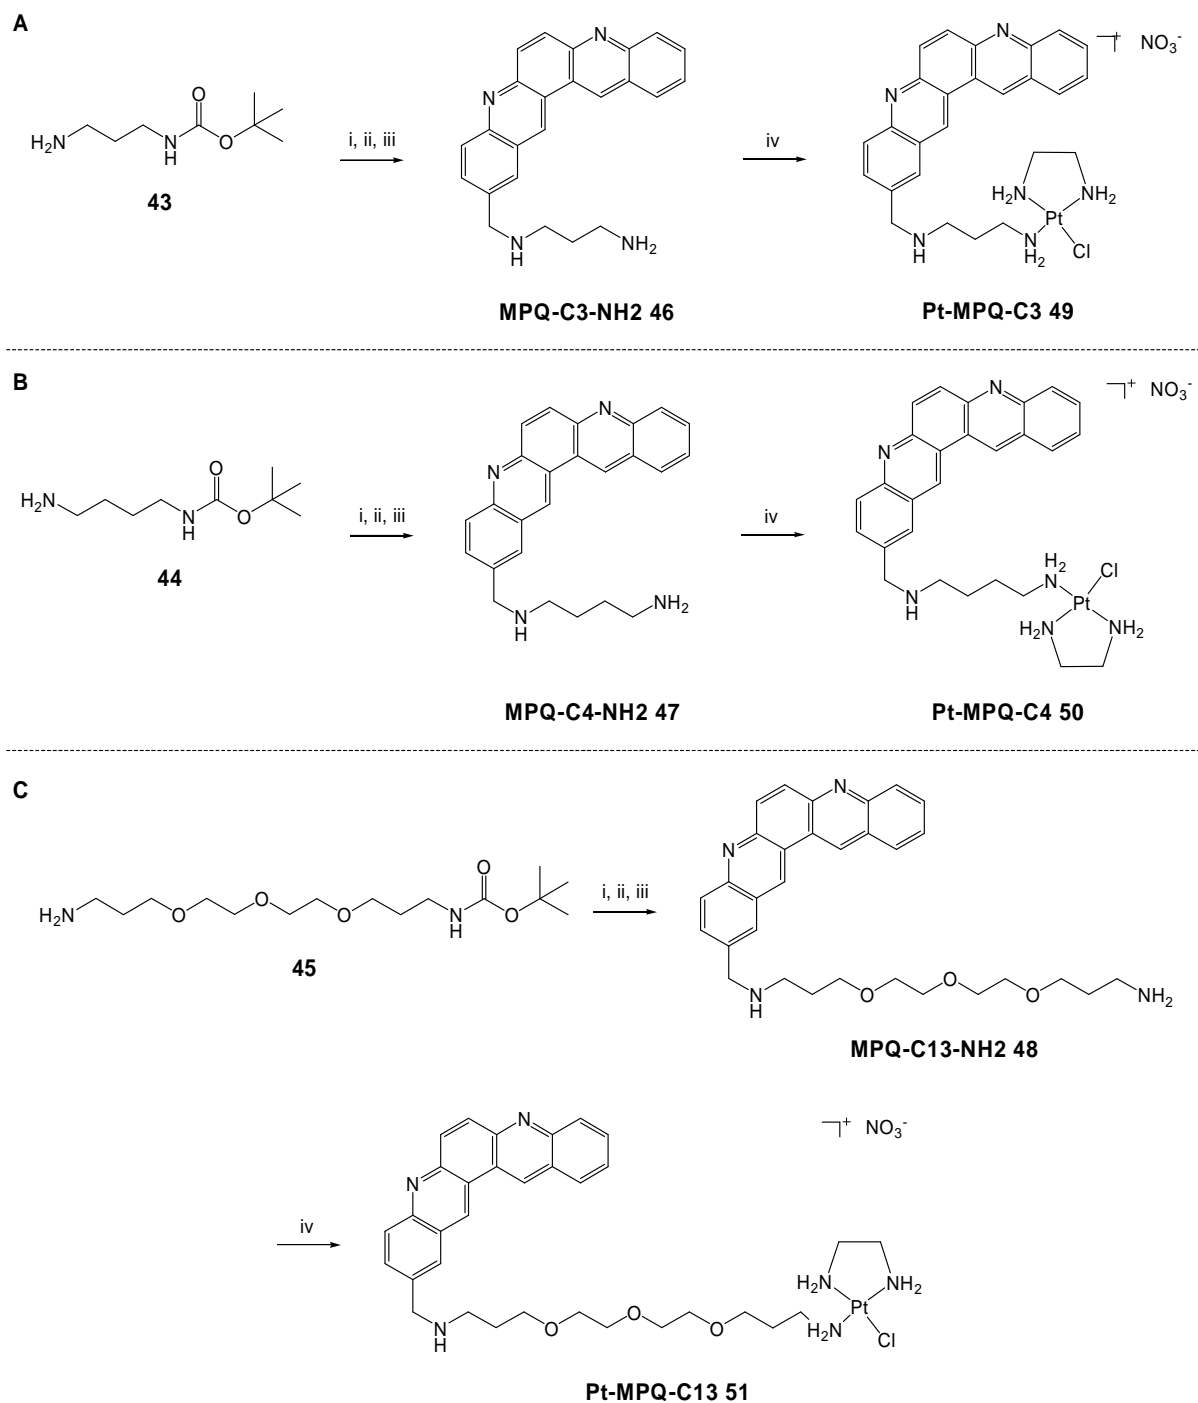 A
H2N
N
H
O
O
43
i, ii, iii
N
N
N
H
NH2
MPQ-C3-NH2 46
iv
N
N
N
H
N
H2
H2N
NH2
Pt
Cl
+ NO3-
Pt-MPQ-C3 49
B
H2N
N
H
O
O
44
i, ii, iii
N
N
N
H
NH2
MPQ-C4-NH2 47
iv
N
N
N
H
H2
N
Cl
Pt
H2N
NH2
+ NO3-
Pt-MPQ-C4 50
C
H2N
O
O
O
N
H
O
O
45
i, ii, iii
N
N
N
H
O
O
O
NH2
MPQ-C13-NH2 48
iv
N
N
N
H
O
O
O
H2N
H2N
NH2
Pt
Cl
+ NO3-
Pt-MPQ-C13 51